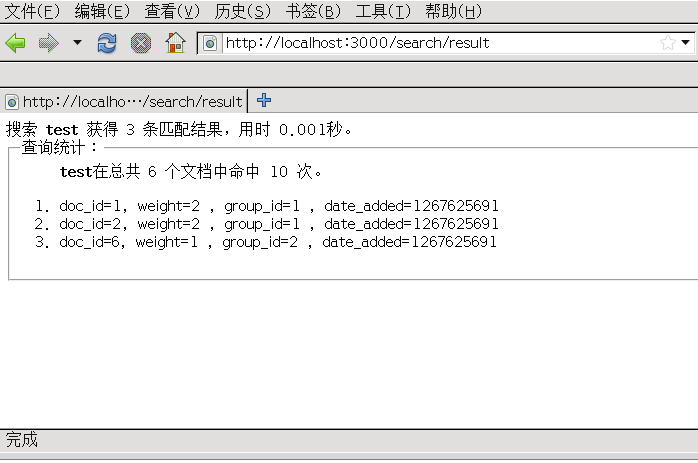 文件(F) 编辑(E) 查看(V) 历史(S) 书签(B) 工具(T) 帮助(H)
http://localhost:3000/search/result
http://localho···/search/result
搜索 test 获得 3 条匹配结果，用时 0.001秒。
查询统计：
test在总共 6 个文档中命中 10 次。
1. doc_id=1, weight=2 , group_id=1 , date_added=1267625691
2. doc_id=2, weight=2 , group_id=1 , date_added=1267625691
3. doc_id=6, weight=1 , group_id=2 , date_added=1267625691
完成